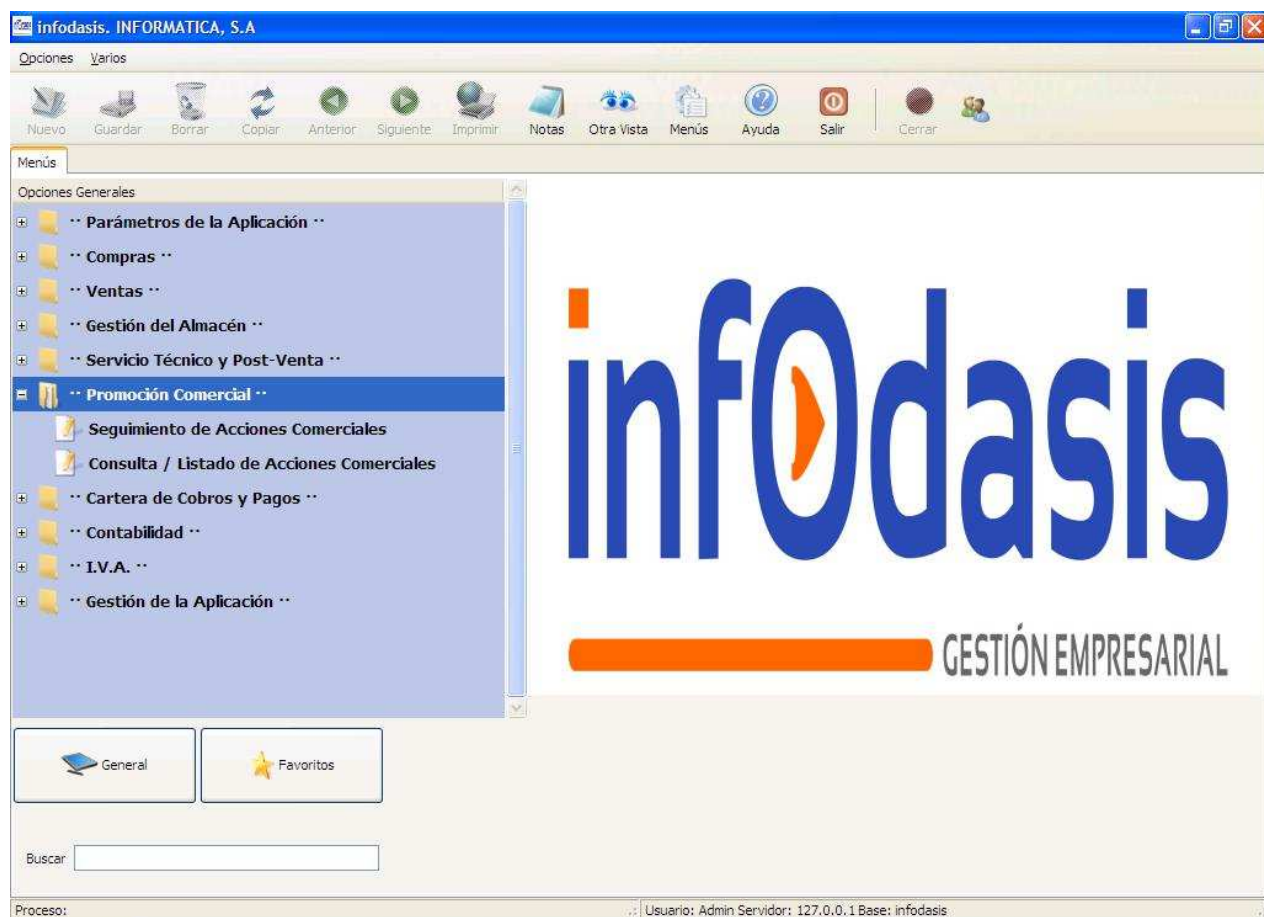 infodasis. INFORMATICA, S.A
Opciones Varios
Nuevo Guardar Borrar Copiar Anterior Siguiente Imprimir Notas Otra Vista Menús Ayuda Salir Cerrar
Menús
Opciones Generales
·· Parámetros de la Aplicación ··
·· Compras ··
·· Ventas ··
·· Gestión del Almacén ··
·· Servicio Técnico y Post-Venta ··
·· Promoción Comercial ··
Seguimiento de Acciones Comerciales
Consulta / Listado de Acciones Comerciales
·· Cartera de Cobros y Pagos ··
·· Contabilidad ··
·· I.V.A. ··
·· Gestión de la Aplicación ··
infOdasis
GESTIÓN EMPRESARIAL
General Favoritos
Buscar
Proceso: .: Usuario: Admin Servidor: 127.0.0.1 Base: infodasis